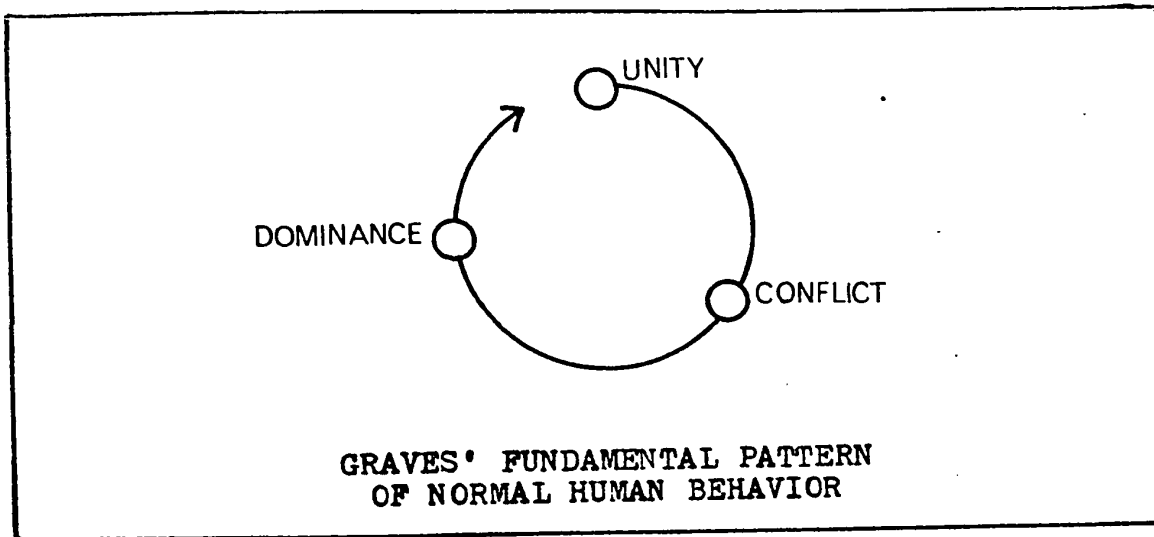 UNITY
DOMINANCE
CONFLICT
GRAVES' FUNDAMENTAL PATTERN
OF NORMAL HUMAN BEHAVIOR